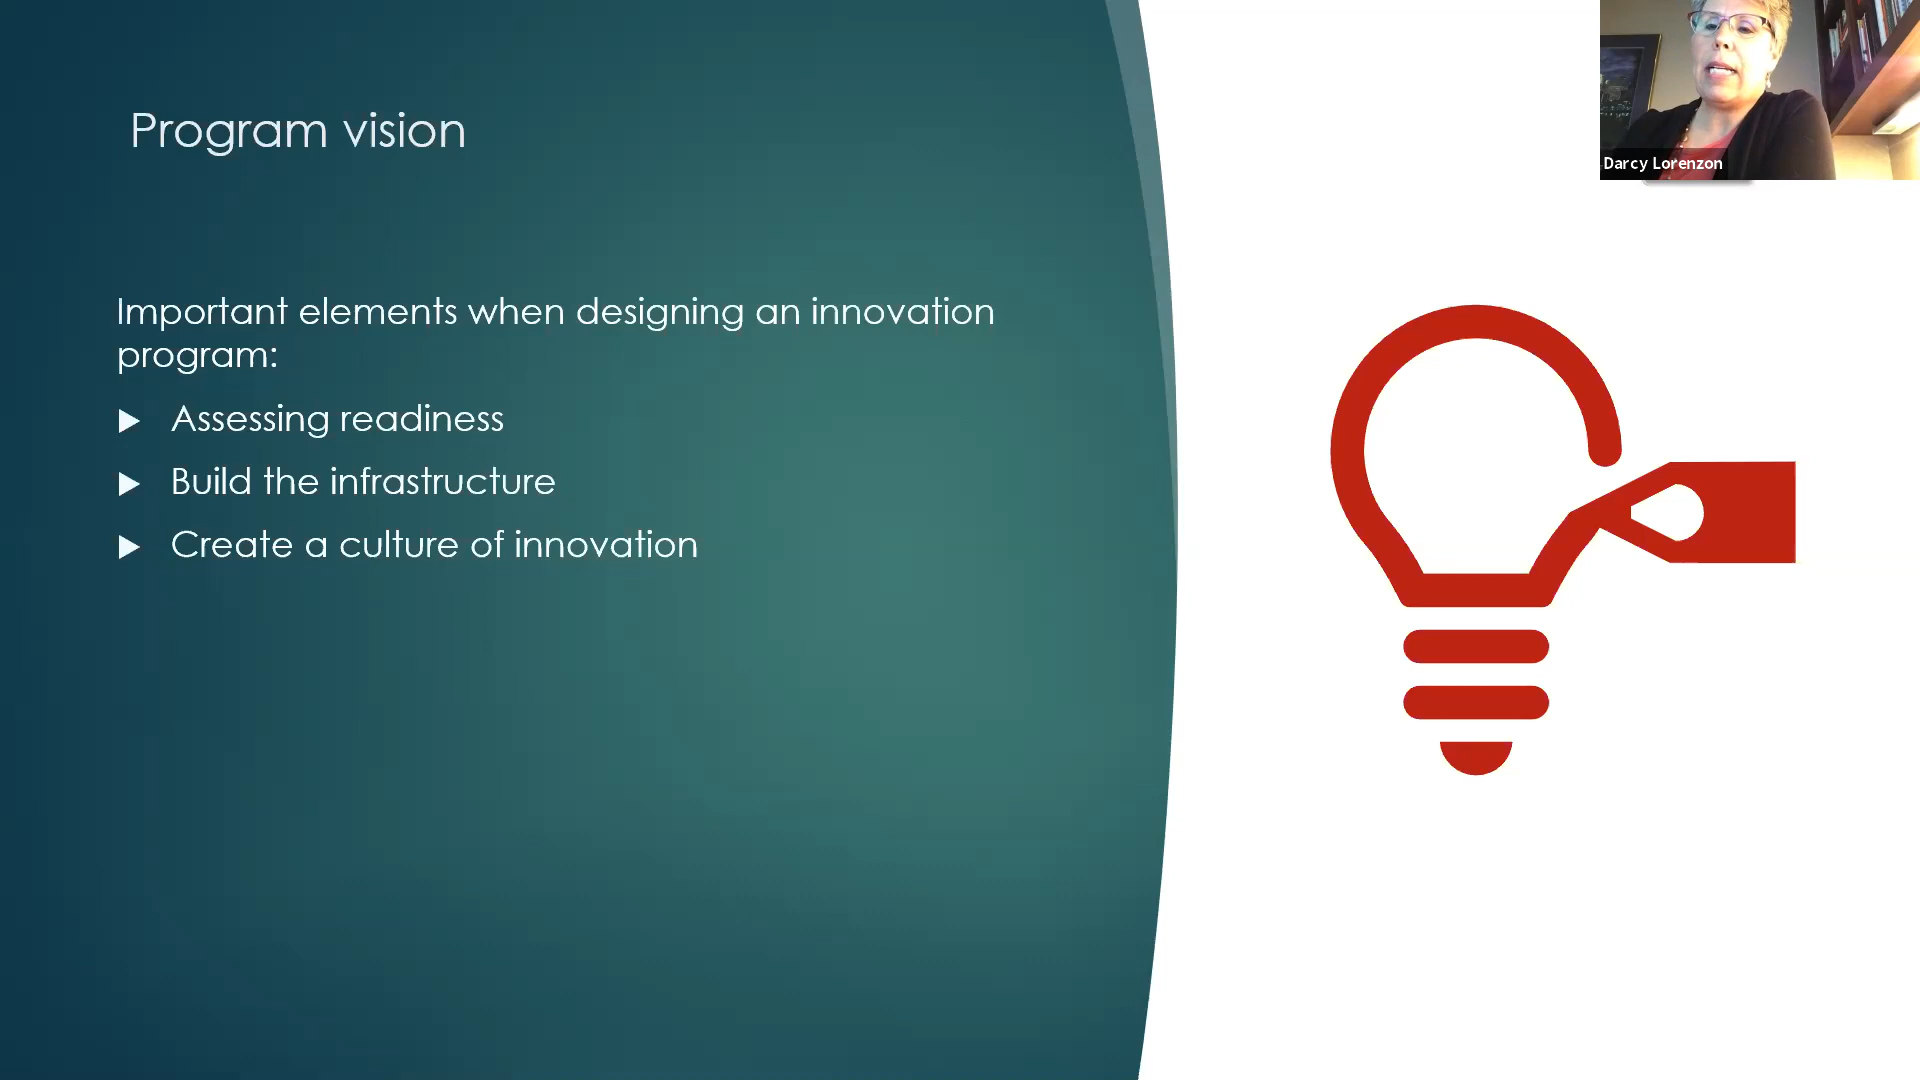 Program vision
Important elements when designing an innovation
program:
Assessing readiness
Build the infrastructure
Create a culture of innovation
Darcy Lorenzon